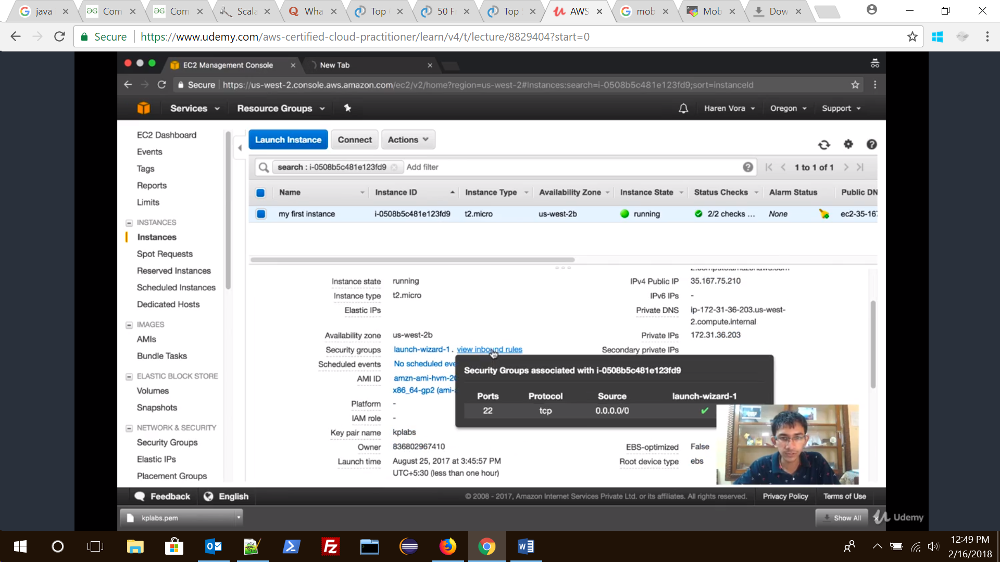 java
Com
Com
Scala
Wha
Top
50 F
Top
AWS
mob
Mob
Dow
Secure
https://www.udemy.com/aws-certified-cloud-practitioner/learn/v4/t/lecture/8829404?start=0
EC2 Management Console
New Tab
Secure
https://us-west-2.console.aws.amazon.com/ec2/v2/home?region=us-west-2#Instances:search=i-0508b5c481e123fd9;sort=instanceId
Services
Resource Groups
Haren Vora
Oregon
Support
EC2 Dashboard
Events
Tags
Reports
Limits
INSTANCES
Instances
Spot Requests
Reserved Instances
Scheduled Instances
Dedicated Hosts
IMAGES
AMIs
Bundle Tasks
ELASTIC BLOCK STORE
Volumes
Snapshots
NETWORK & SECURITY
Security Groups
Elastic IPs
Placement Groups
Launch Instance
Connect
Actions
search : i-0508b5c481e123fd9
Add filter
1 to 1 of 1
Name Instance ID Instance Type Availability Zone Instance State Status Checks Alarm Status Public DN
my first instance i-0508b5c481e123fd9 t2.micro us-west-2b running 2/2 checks ... None ec2-35-167
Instance state running
Instance type t2.micro
Elastic IPs
Availability zone us-west-2b
Security groups launch-wizard-1. view inbound rules
Scheduled events No scheduled eve
AMI ID amzn-ami-hvm-20
x86_64-gp2 (ami-
Platform -
IAM role -
Key pair name kplabs
Owner 836802967410
Launch time August 25, 2017 at 3:45:57 PM
UTC+5:30 (less than one hour)
2.compute.amazonaws.com
IPv4 Public IP 35.167.75.210
IPv6 IPs -
Private DNS ip-172-31-36-203.us-west-
2.compute.internal
Private IPs 172.31.36.203
Secondary private IPs
Security Groups associated with i-0508b5c481e123fd9
Ports Protocol Source launch-wizard-1
22 tcp 0.0.0.0/0 ✔
EBS-optimized False
Root device type ebs
Feedback
English
© 2008 - 2017, Amazon Internet Services Private Ltd. or its affiliates. All rights reserved.
Privacy Policy
Terms of Use
kplabs.pem
Show All
Udemy
12:49 PM
2/16/2018